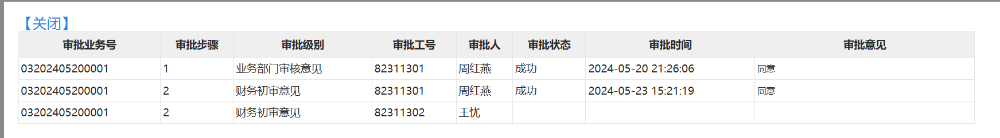 【关闭】
审批业务号 审批步骤 审批级别 审批工号 审批人 审批状态 审批时间 审批意见
03202405200001 1 业务部门审核意见 82311301 周红燕 成功 2024-05-20 21:26:06 同意
03202405200001 2 财务初审意见 82311301 周红燕 成功 2024-05-23 15:21:19 同意
03202405200001 2 财务初审意见 82311302 王忧